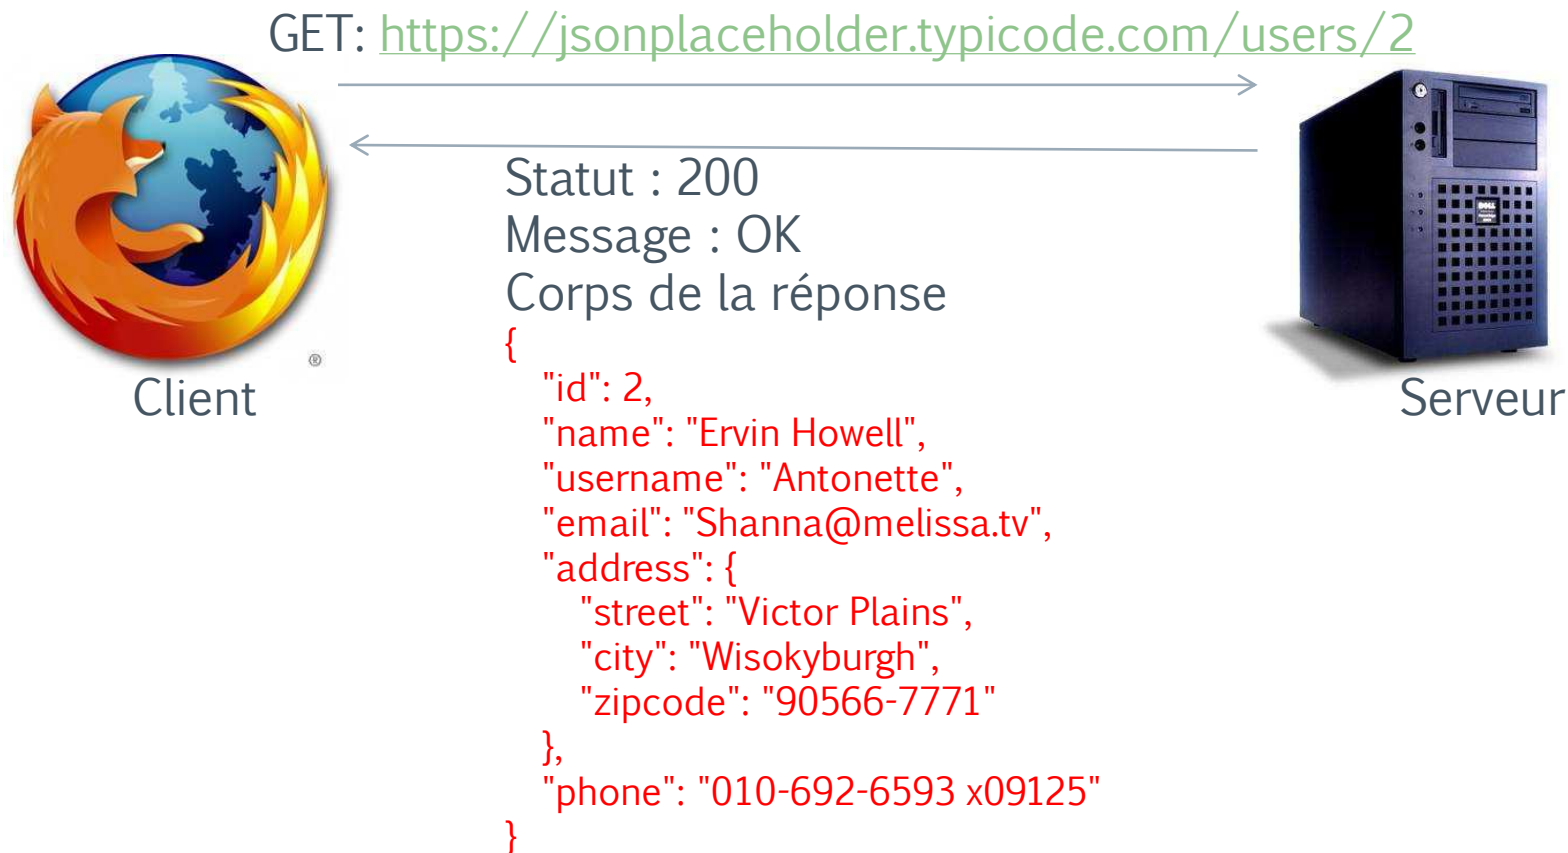 GET: https://jsonplaceholder.typicode.com/users/2
Statut : 200
Message : OK
Corps de la réponse
{
"id": 2,
"name": "Ervin Howell",
"username": "Antonette",
"email": "Shanna@melissa.tv",
"address": {
"street": "Victor Plains",
"city": "Wisokyburgh",
"zipcode": "90566-7771"
},
"phone": "010-692-6593 x09125"
}
®
Client
DELL
Serveur